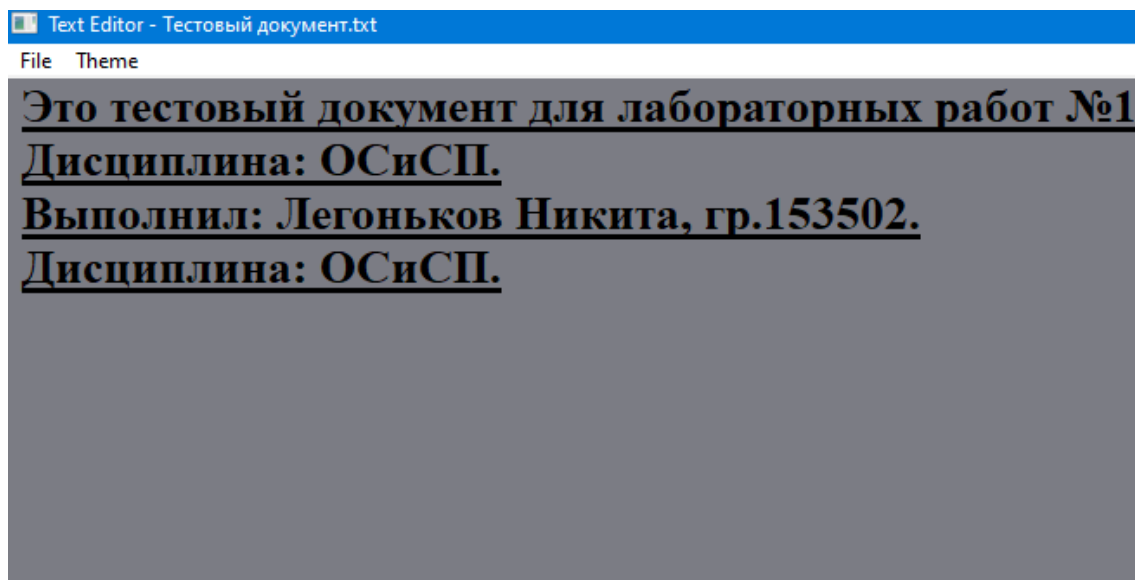 Text Editor - Тестовый документ.txt
File Theme
Это тестовый документ для лабораторных работ №1
Дисциплина: ОСиСП.
Выполнил: Легоньков Никита, гр.153502.
Дисциплина: ОСиСП.